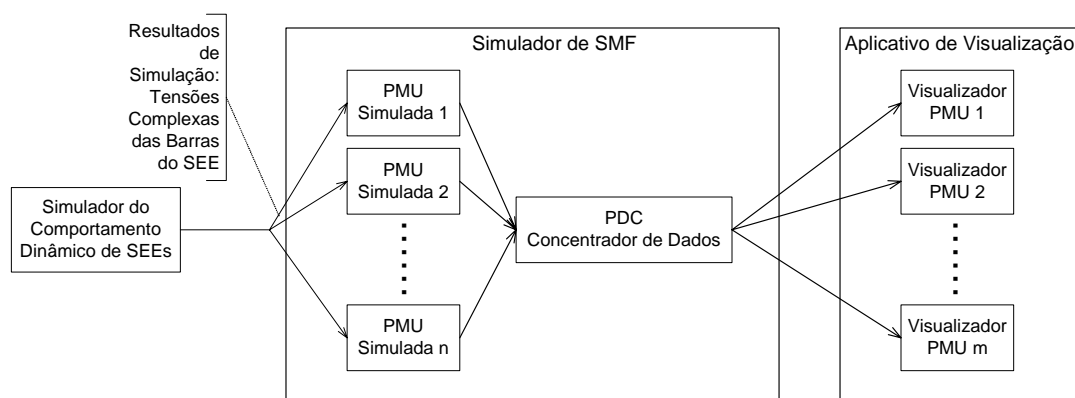 Resultados
de
Simulação:
Tensões
Complexas
das Barras
do SEE
Simulador do
Comportamento
Dinâmico de SEEs
Simulador de SMF
PMU
Simulada 1
PMU
Simulada 2
PMU
Simulada n
PDC
Concentrador de Dados
Aplicativo de Visualização
Visualizador
PMU 1
Visualizador
PMU 2
Visualizador
PMU m